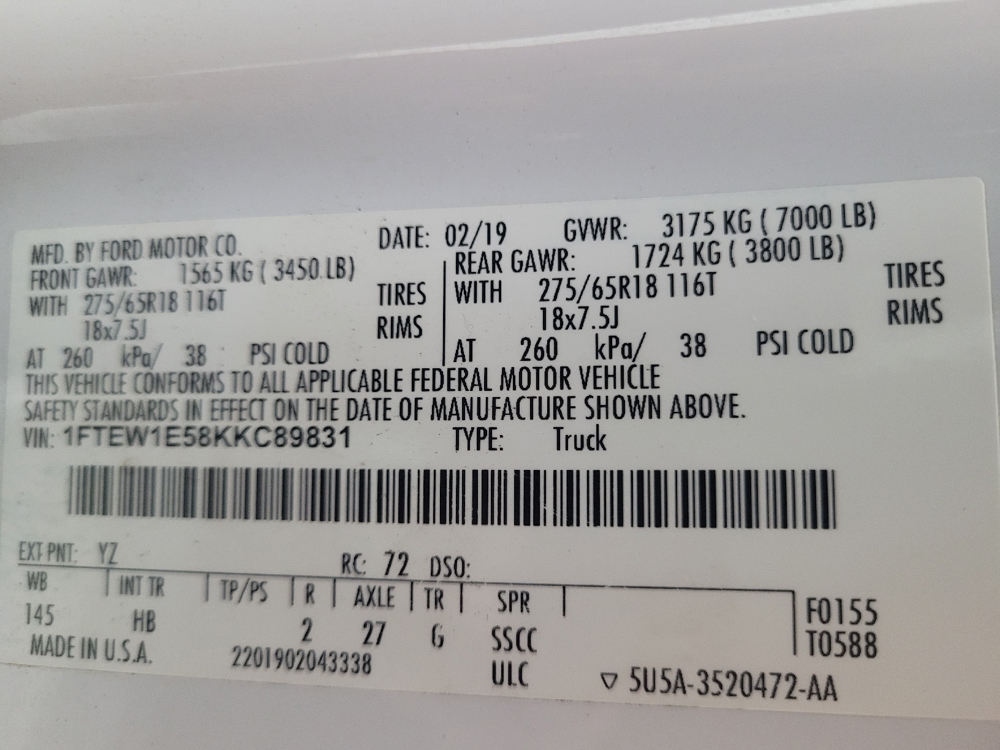 MFD. BY FORD MOTOR CO. DATE: 02/19 GVWR: 3175 KG ( 7000 LB)
FRONT GAWR: 1565 KG ( 3450 LB) REAR GAWR: 1724 KG ( 3800 LB)
WITH 275/65R18 116T TIRES WITH 275/65R18 116T TIRES
18x7.5J RIMS 18x7.5J RIMS
AT 260 kPa/ 38 PSI COLD AT 260 kPa/ 38 PSI COLD
THIS VEHICLE CONFORMS TO ALL APPLICABLE FEDERAL MOTOR VEHICLE
SAFETY STANDARDS IN EFFECT ON THE DATE OF MANUFACTURE SHOWN ABOVE.
VIN: 1FTEW1E58KKC89831 TYPE: Truck
EXT PNT: YZ RC: 72 DSO:
WB INT TR TP/PS R AXLE TR SPR F0155
145 HB 2 27 G SSCC T0588
MADE IN U.S.A. 2201902043338 ULC ▽ 5U5A-3520472-AA